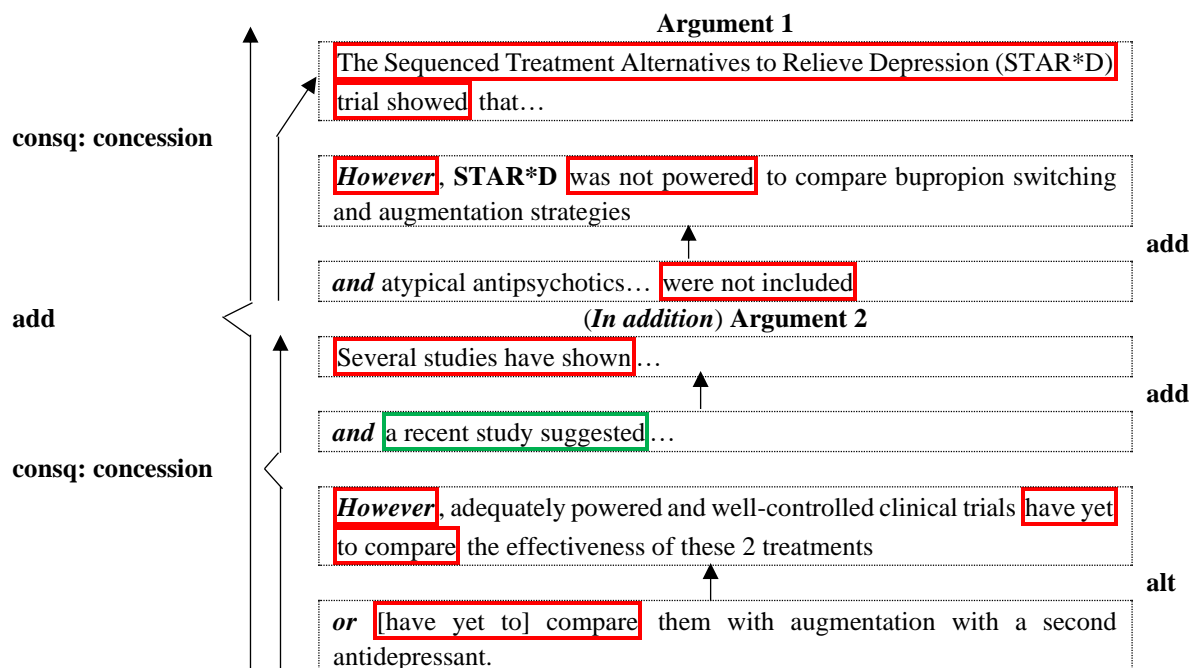 Argument 1
The Sequenced Treatment Alternatives to Relieve Depression (STAR*D)
trial showed that…
consq: concession
However, STAR*D was not powered to compare bupropion switching
and augmentation strategies
add
and atypical antipsychotics… were not included
add
(In addition) Argument 2
Several studies have shown…
add
and a recent study suggested…
consq: concession
However, adequately powered and well-controlled clinical trials have yet
to compare the effectiveness of these 2 treatments
alt
or [have yet to] compare them with augmentation with a second
antidepressant.